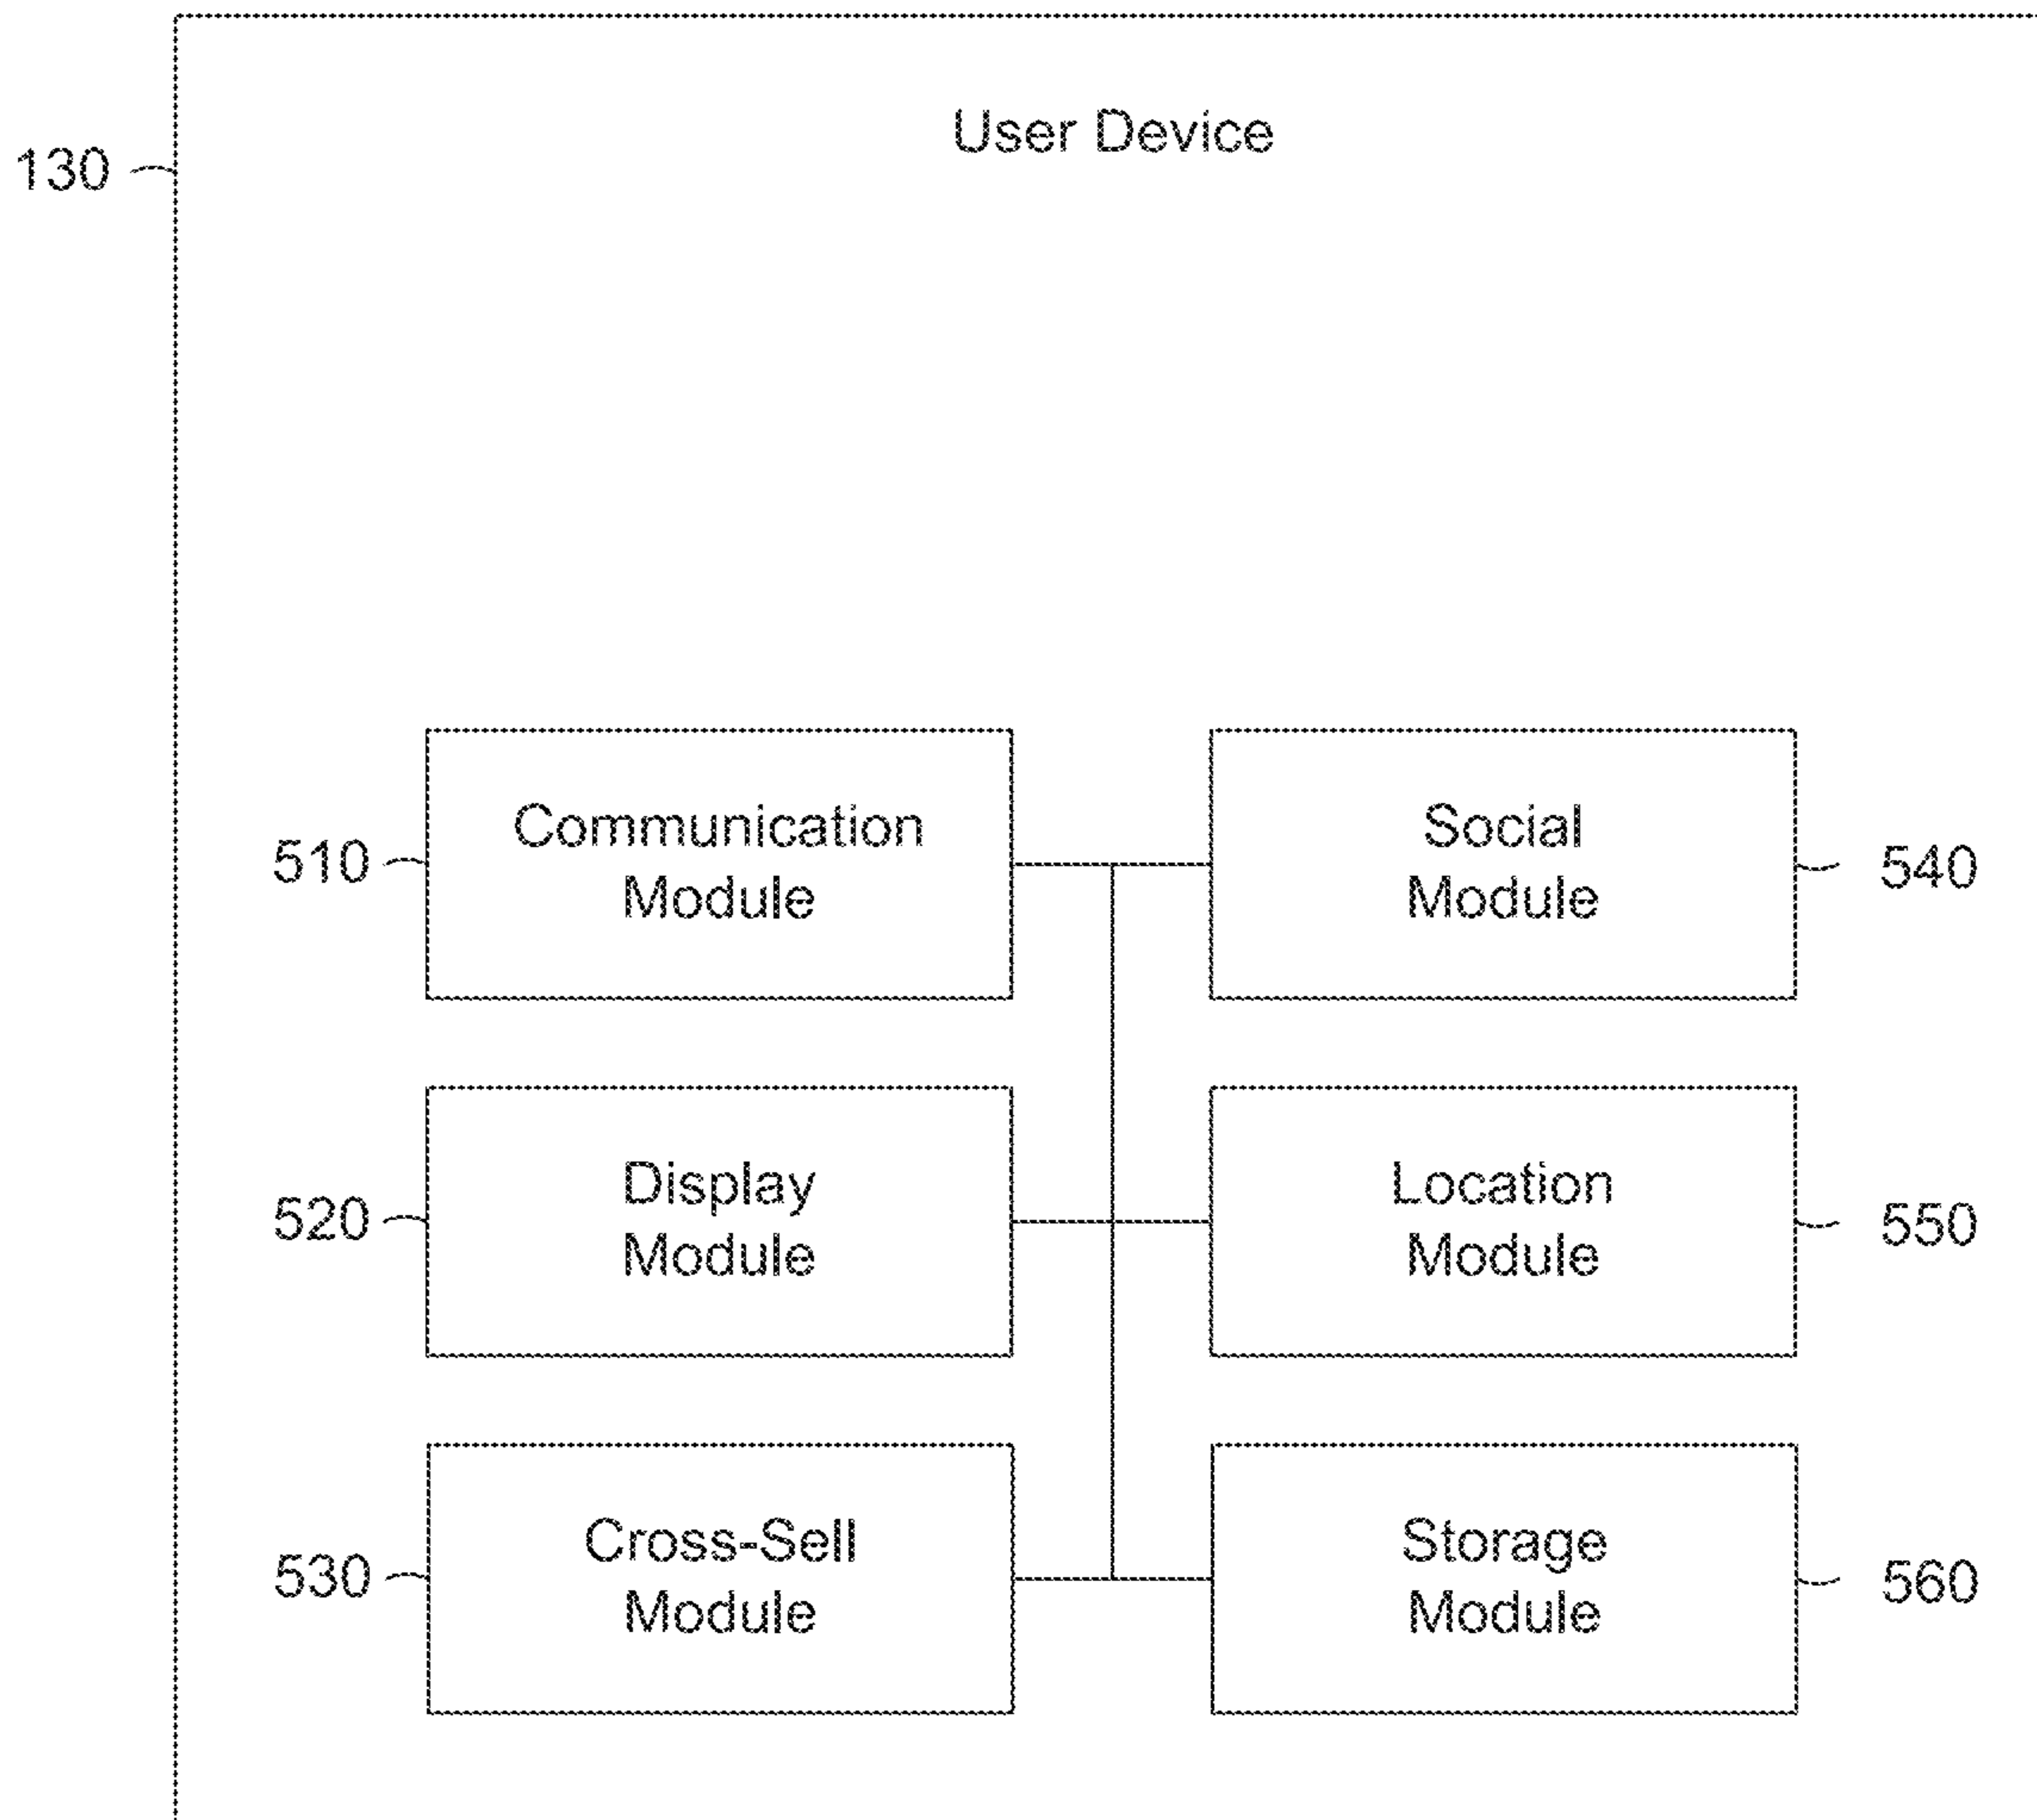 User Device
130
Communication
Module
510
Social
Module
540
Display
Module
520
Location
Module
550
Cross-Sell
Module
530
Storage
Module
560